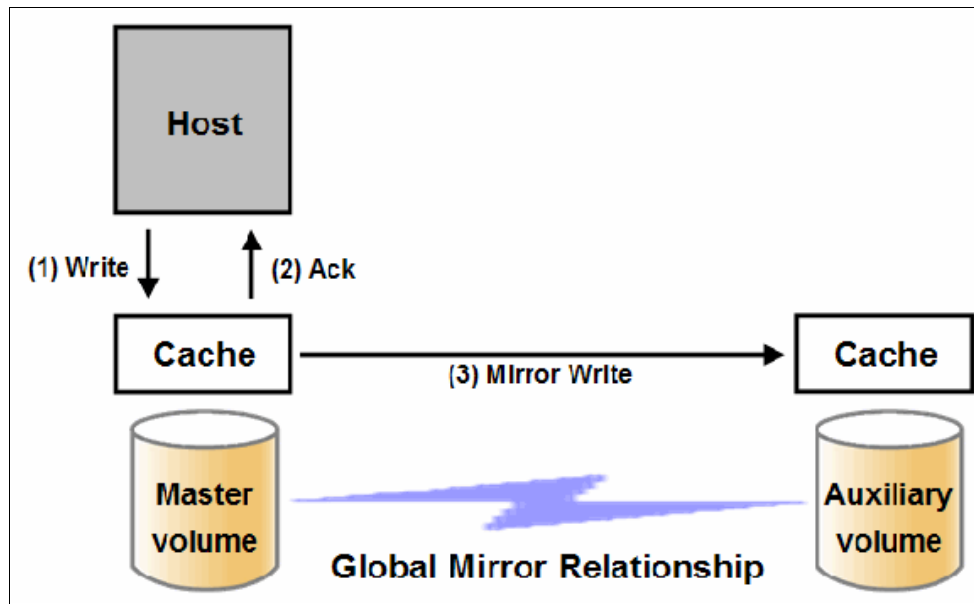 Host
(1) Write
(2) Ack
Cache
(3) Mirror Write
Cache
Master
volume
Auxiliary
volume
Global Mirror Relationship